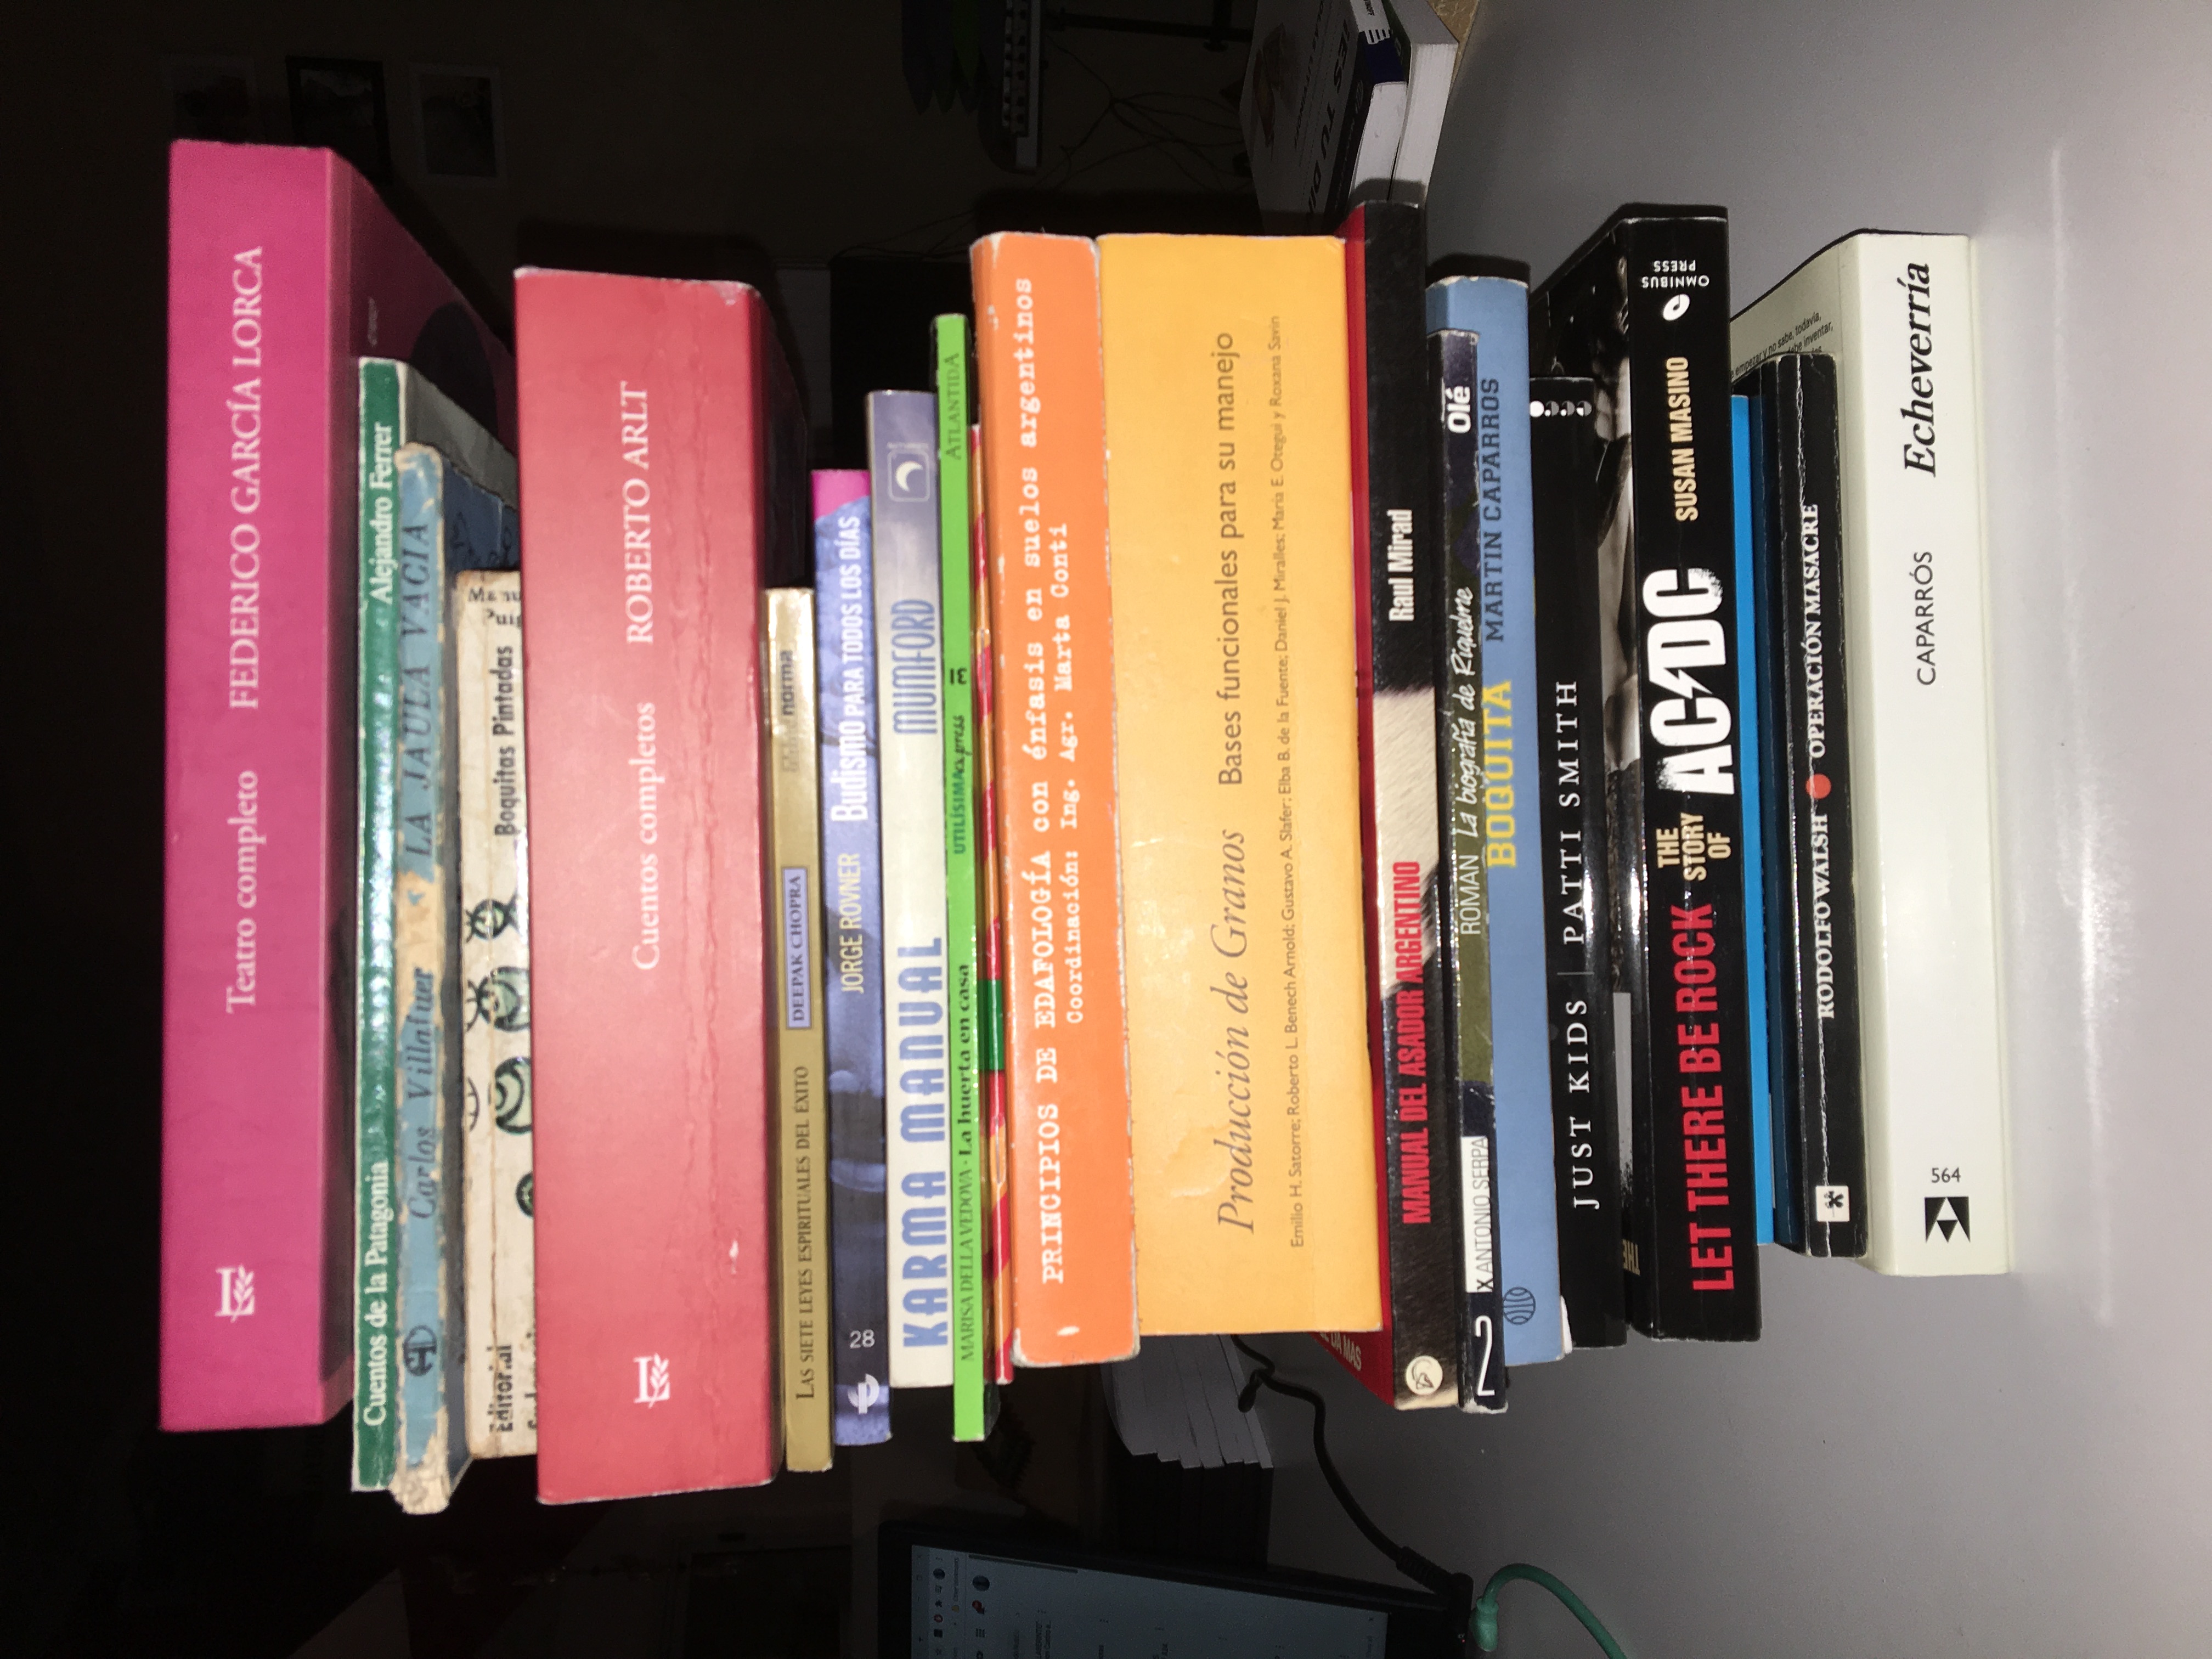 Teatro completo FEDERICO GARCÍA LORCA
Cuentos de la Patagonia Alejandro Ferrer
Carlos Villafuer LA JAULA VACIA
Editorial Boquitas Pintadas
Cuentos completos ROBERTO ARLT
LAS SIETE LEYES ESPIRITUALES DEL ÉXITO DEEPAK CHOPRA norma
28 JORGE ROVNER Budismo PARA TODOS LOS DÍAS
KARMA MANUAL MUMFORD
MARISA DELLA VEDOVA - La huerta en casa UTILÍSIMA express 31 ATLANTIDA
PRINCIPIOS DE EDAFOLOGÍA con énfasis en suelos argentinos
Coordinación: Ing. Agr. Marta Conti
Producción de Granos Bases funcionales para su manejo
Emilio H. Satorre; Roberto L. Benech Arnold; Gustavo A. Slafer; Elba B. de la Fuente; Daniel J. Miralles; María E. Otegui y Roxana Savin
MANUAL DEL ASADOR ARGENTINO Raul Mirad
2 X ANTONIO SERPA ROMAN La biografía de Riquelme Olé
BOQUITA MARTIN CAPARROS
JUST KIDS | PATTI SMITH ecco
THE
LET THERE BE ROCK THE STORY OF AC/DC SUSAN MASINO OMNIBUS PRESS
RODOLFO WALSH OPERACIÓN MASACRE
564 CAPARRÓS Echeverría
¡ES TU DI